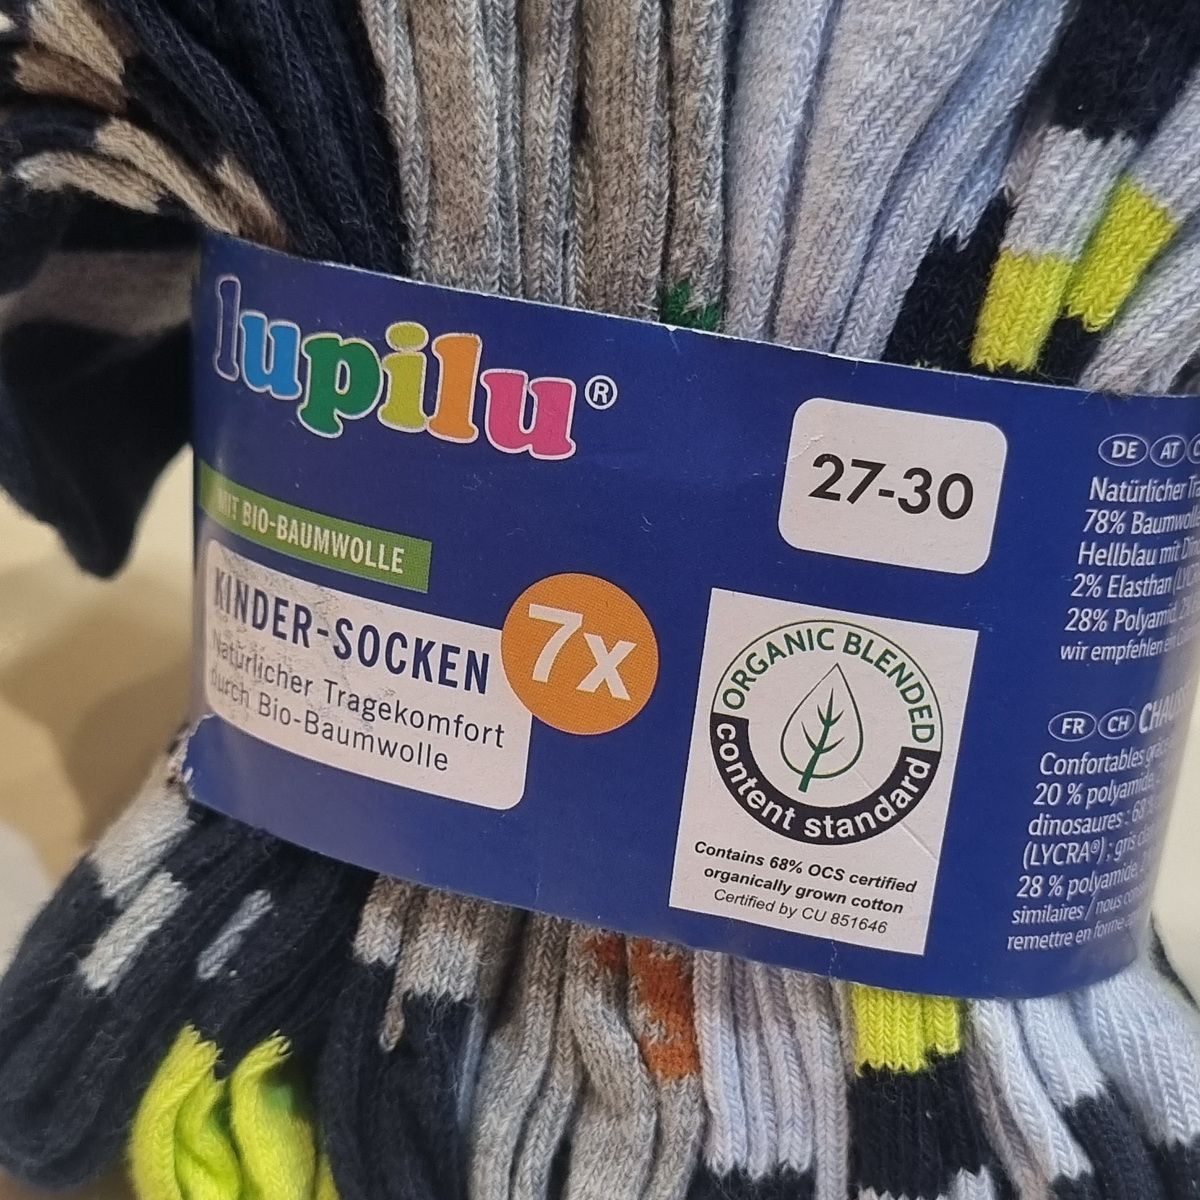 lupilu®
27-30
MIT BIO-BAUMWOLLE
KINDER-SOCKEN
Natürlicher Tragekomfort
durch Bio-Baumwolle
7x
ORGANIC BLENDED
content standard
Contains 68% OCS certified
organically grown cotton
Certified by CU 851646
DE AT
Natürlicher
78%
Hellblau mit
2% Elasthan
28% Polyamid,
wir empfehlen
FR CH
Confortables
20 % polyamide
dinosaures :
(LYCRA®) ; gris
28 % polyamide
similaires / nous
remettre en forme